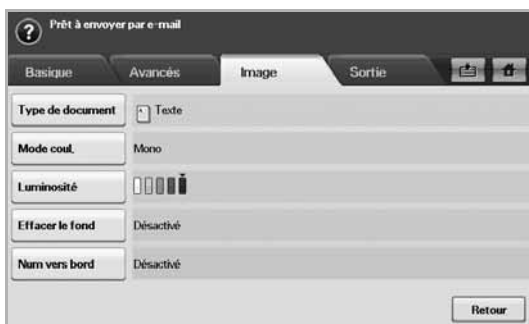 Prêt à envoyer par e-mail
Basique Avancés Image Sortie
Type de document Texte
Mode coul. Mono
Luminosité
Effacer le fond Désactivé
Num vers bord Désactivé
Retour